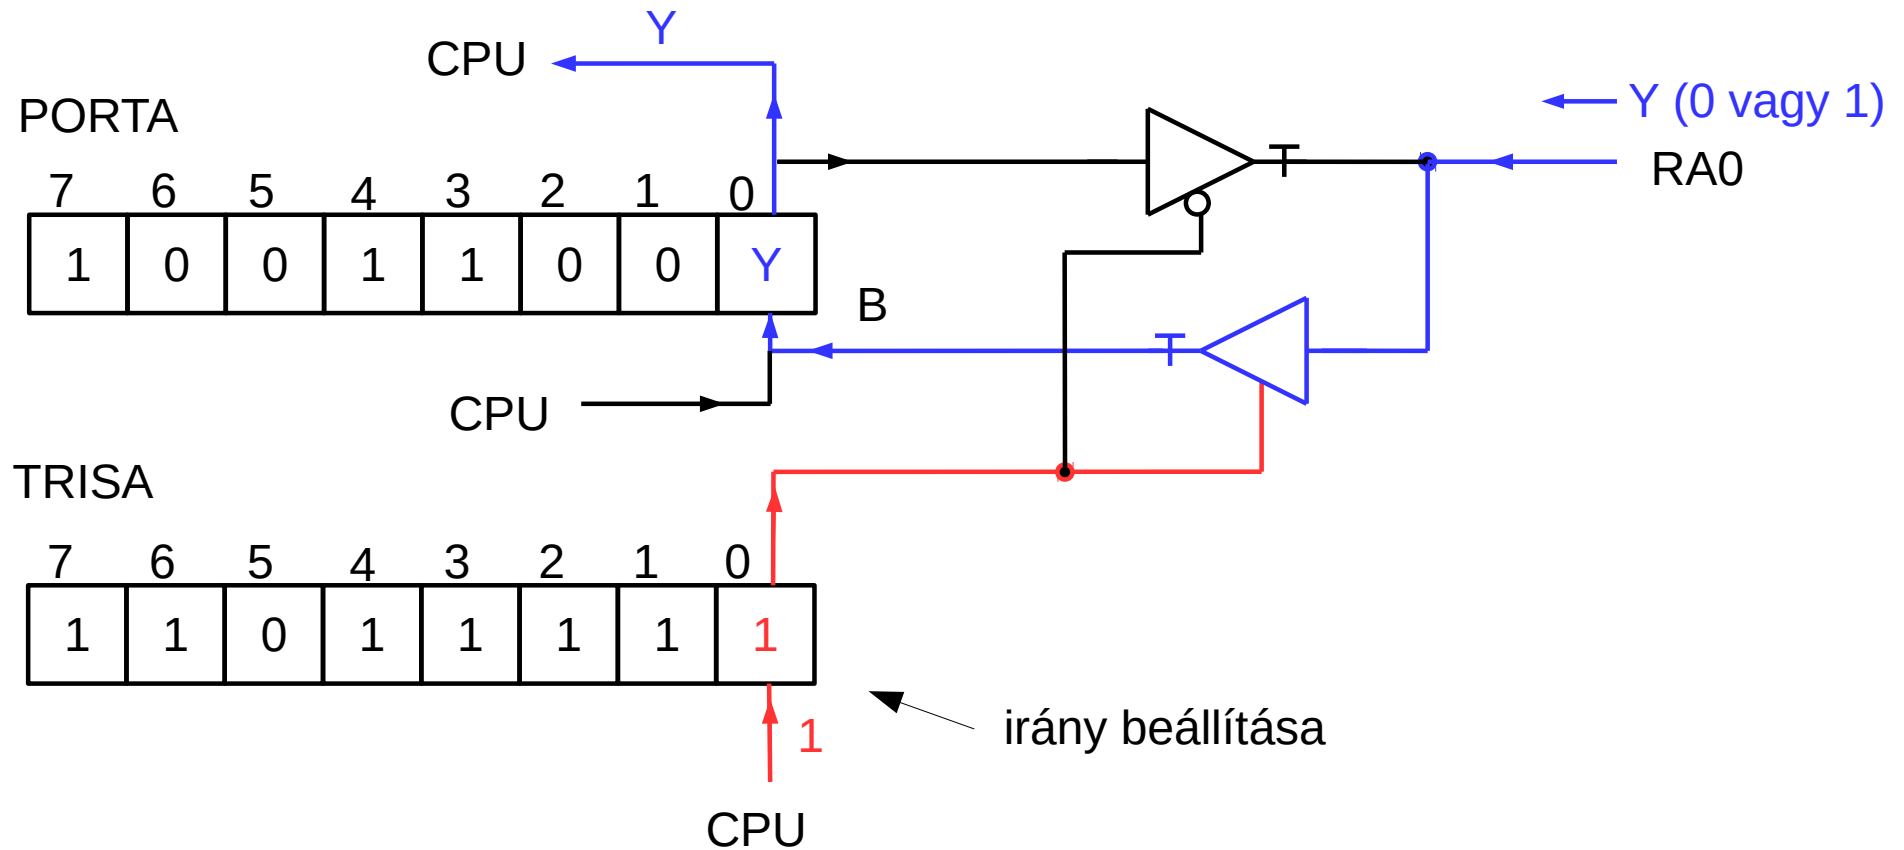 Y
CPU
Y (0 vagy 1)
PORTA
RA0
7 6 5 4 3 2 1 0
1 0 0 1 1 0 0 Y
B
T
T
CPU
TRISA
7 6 5 4 3 2 1 0
1 1 0 1 1 1 1 1
1
irány beállítása
CPU